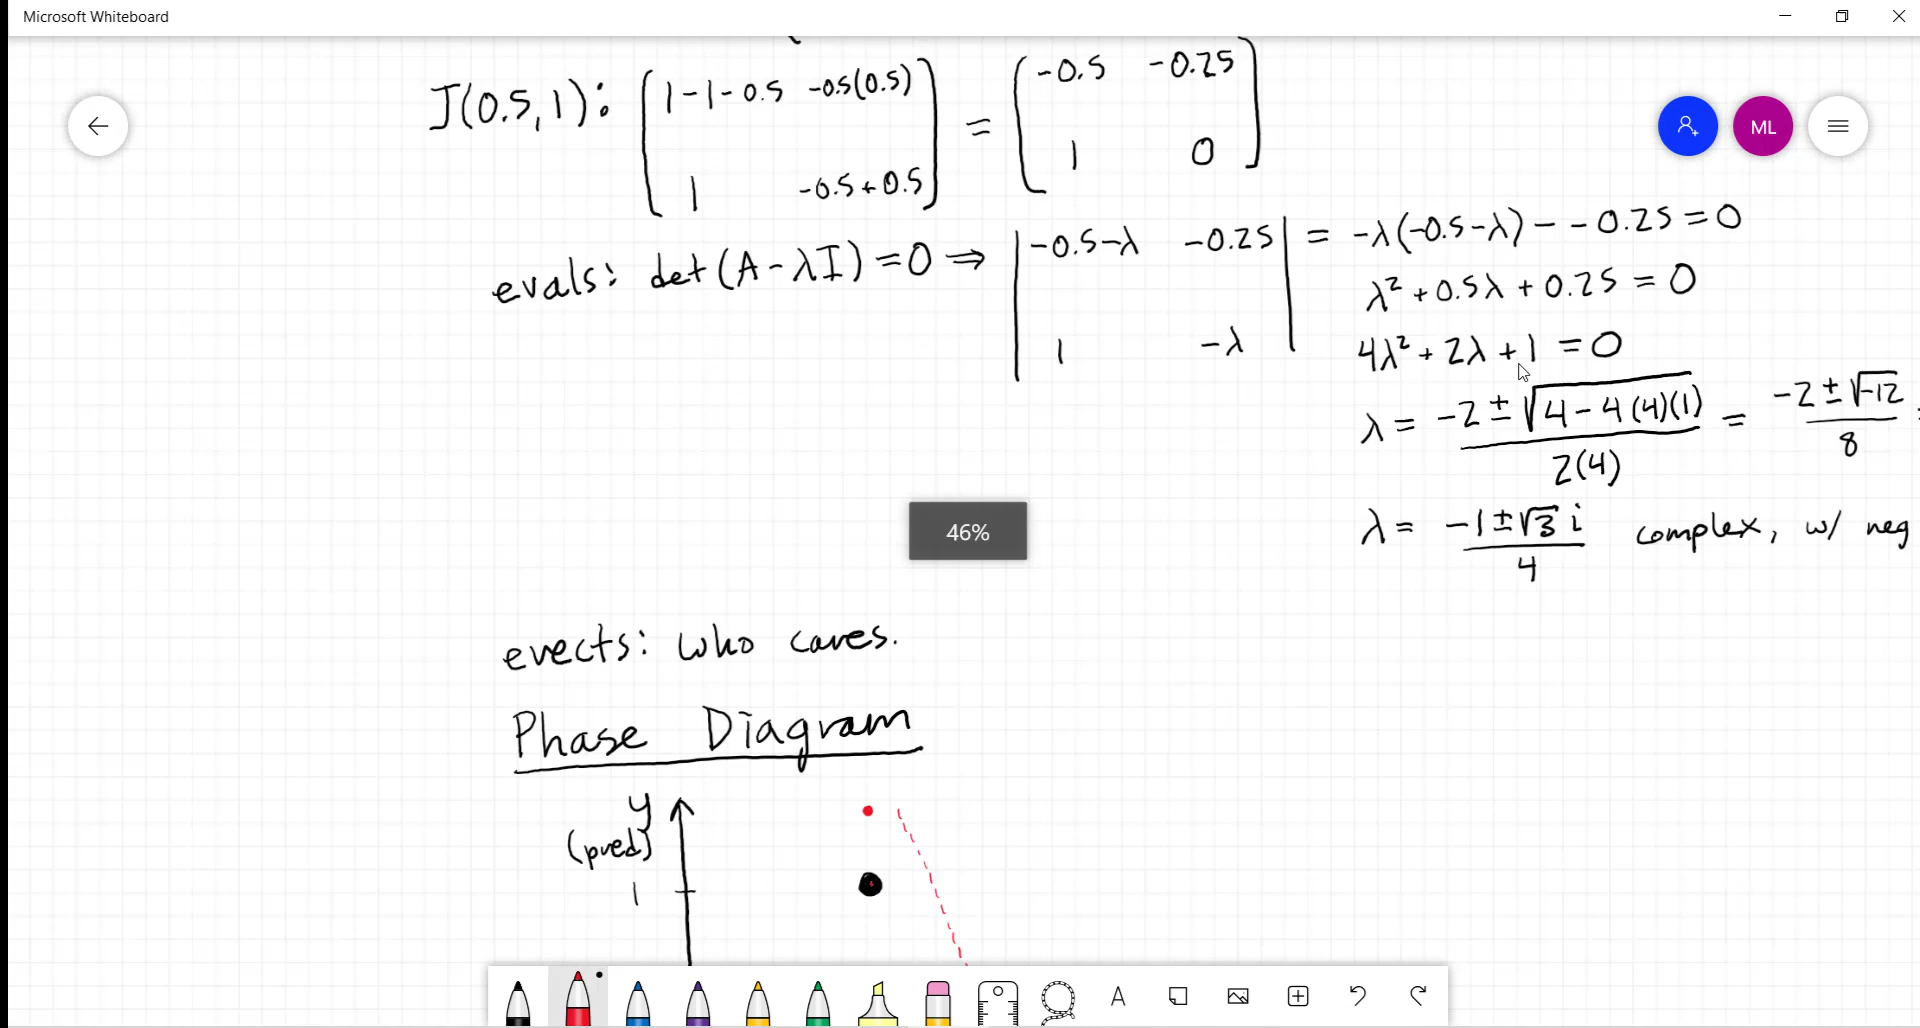 Microsoft Whiteboard
J(0.5, 1): [1-1-0.5 -0.5(0.5) 1 -0.5+0.5] = [-0.5 -0.25 1 0]
ML
evals: det(A-λI)=0 ⇒ |-0.5-λ -0.25 1 -λ| = -λ(-0.5-λ) - -0.25 = 0
λ² + 0.5λ + 0.25 = 0
4λ² + 2λ + 1 = 0
λ = (-2 ± √(4-4(4)(1)))/(2(4)) = (-2 ± √-12)/8
λ = (-1 ± √3 i)/4 complex, w/ neg
46%
evects: who cares.
Phase Diagram
y
(pred)
1
A